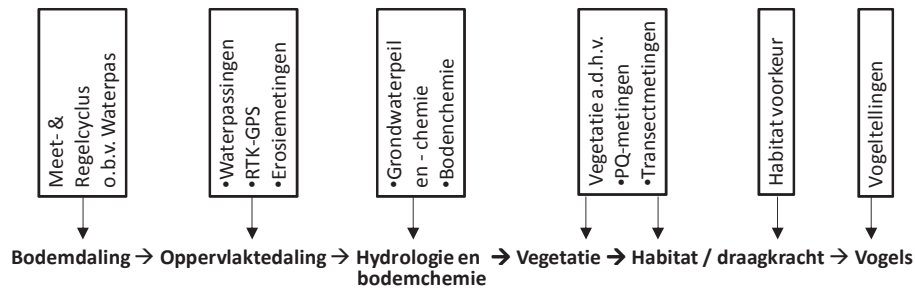 Meet- &
Regelcyclus
o.b.v. Waterpas
•Waterpassingen
•RTK-GPS
•Erosiemetingen
•Grondwaterpeil
en - chemie
•Bodenchemie
Vegetatie a.d.h.v.
•PQ-metingen
•Transectmetingen
Habitat voorkeur
Vogeltellingen
Bodemdaling → Oppervlaktedaling → Hydrologie en → Vegetatie → Habitat / draagkracht → Vogels
bodemchemie